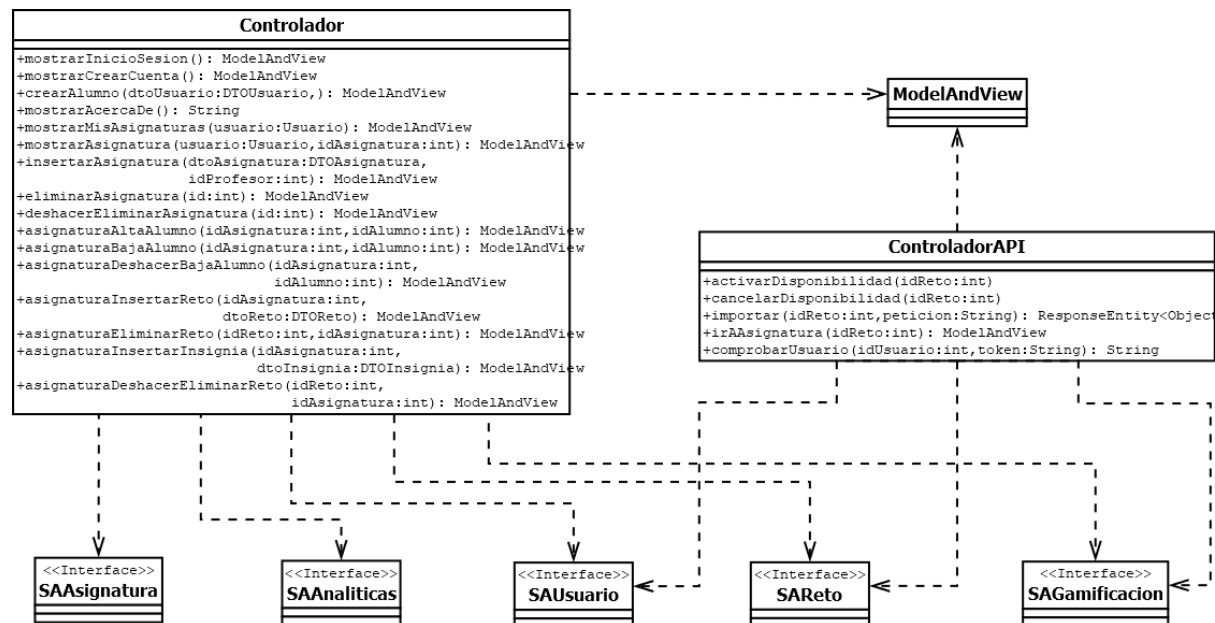 Controlador
+mostrarInicioSesion(): ModelAndView
+mostrarCrearCuenta(): ModelAndView
+crearAlumno(dtoUsuario:DTOUsuario,): ModelAndView
+mostrarAcercaDe(): String
+mostrarMisAsignaturas(usuario:Usuario): ModelAndView
+mostrarAsignatura(usuario:Usuario,idAsignatura:int): ModelAndView
+insertarAsignatura(dtoAsignatura:DTOAsignatura,
idProfesor:int): ModelAndView
+eliminarAsignatura(id:int): ModelAndView
+deshacerEliminarAsignatura(id:int): ModelAndView
+asignaturaAltaAlumno(idAsignatura:int,idAlumno:int): ModelAndView
+asignaturaBajaAlumno(idAsignatura:int,idAlumno:int): ModelAndView
+asignaturaDeshacerBajaAlumno(idAsignatura:int,
idAlumno:int): ModelAndView
+asignaturaInsertarReto(idAsignatura:int,
dtoReto:DTOReto): ModelAndView
+asignaturaEliminarReto(idReto:int,idAsignatura:int): ModelAndView
+asignaturaInsertarInsignia(idAsignatura:int,
dtoInsignia:DTOInsignia): ModelAndView
+asignaturaDeshacerEliminarReto(idReto:int,
idAsignatura:int): ModelAndView
ModelAndView
ControladorAPI
+activarDisponibilidad(idReto:int)
+cancelarDisponibilidad(idReto:int)
+importar(idReto:int,peticion:String): ResponseEntity<Object
+irAAsignatura(idReto:int): ModelAndView
+comprobarUsuario(idUsuario:int,token:String): String
<<Interface>>
SAAsignatura
<<Interface>>
SAAnaliticas
<<Interface>>
SAUsuario
<<Interface>>
SAReto
<<Interface>>
SAGamificacion